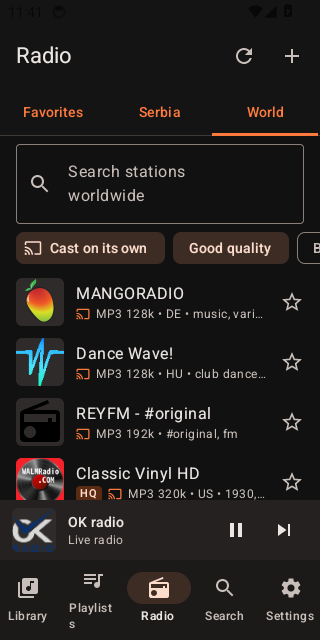 11:41
Radio
Favorites
Serbia
World
Search stations
worldwide
Cast on its own
Good quality
B
MANGORADIO
MP3 128k • DE • music, vari…
Dance Wave!
MP3 128k • HU • club dance…
REYFM - #original
MP3 192k • #original, fm
WALMRadio
.COM
Classic Vinyl HD
HQ MP3 320k • US • 1930,…
OK
OK radio
Live radio
Library
Playlist
s
Radio
Search
Settings